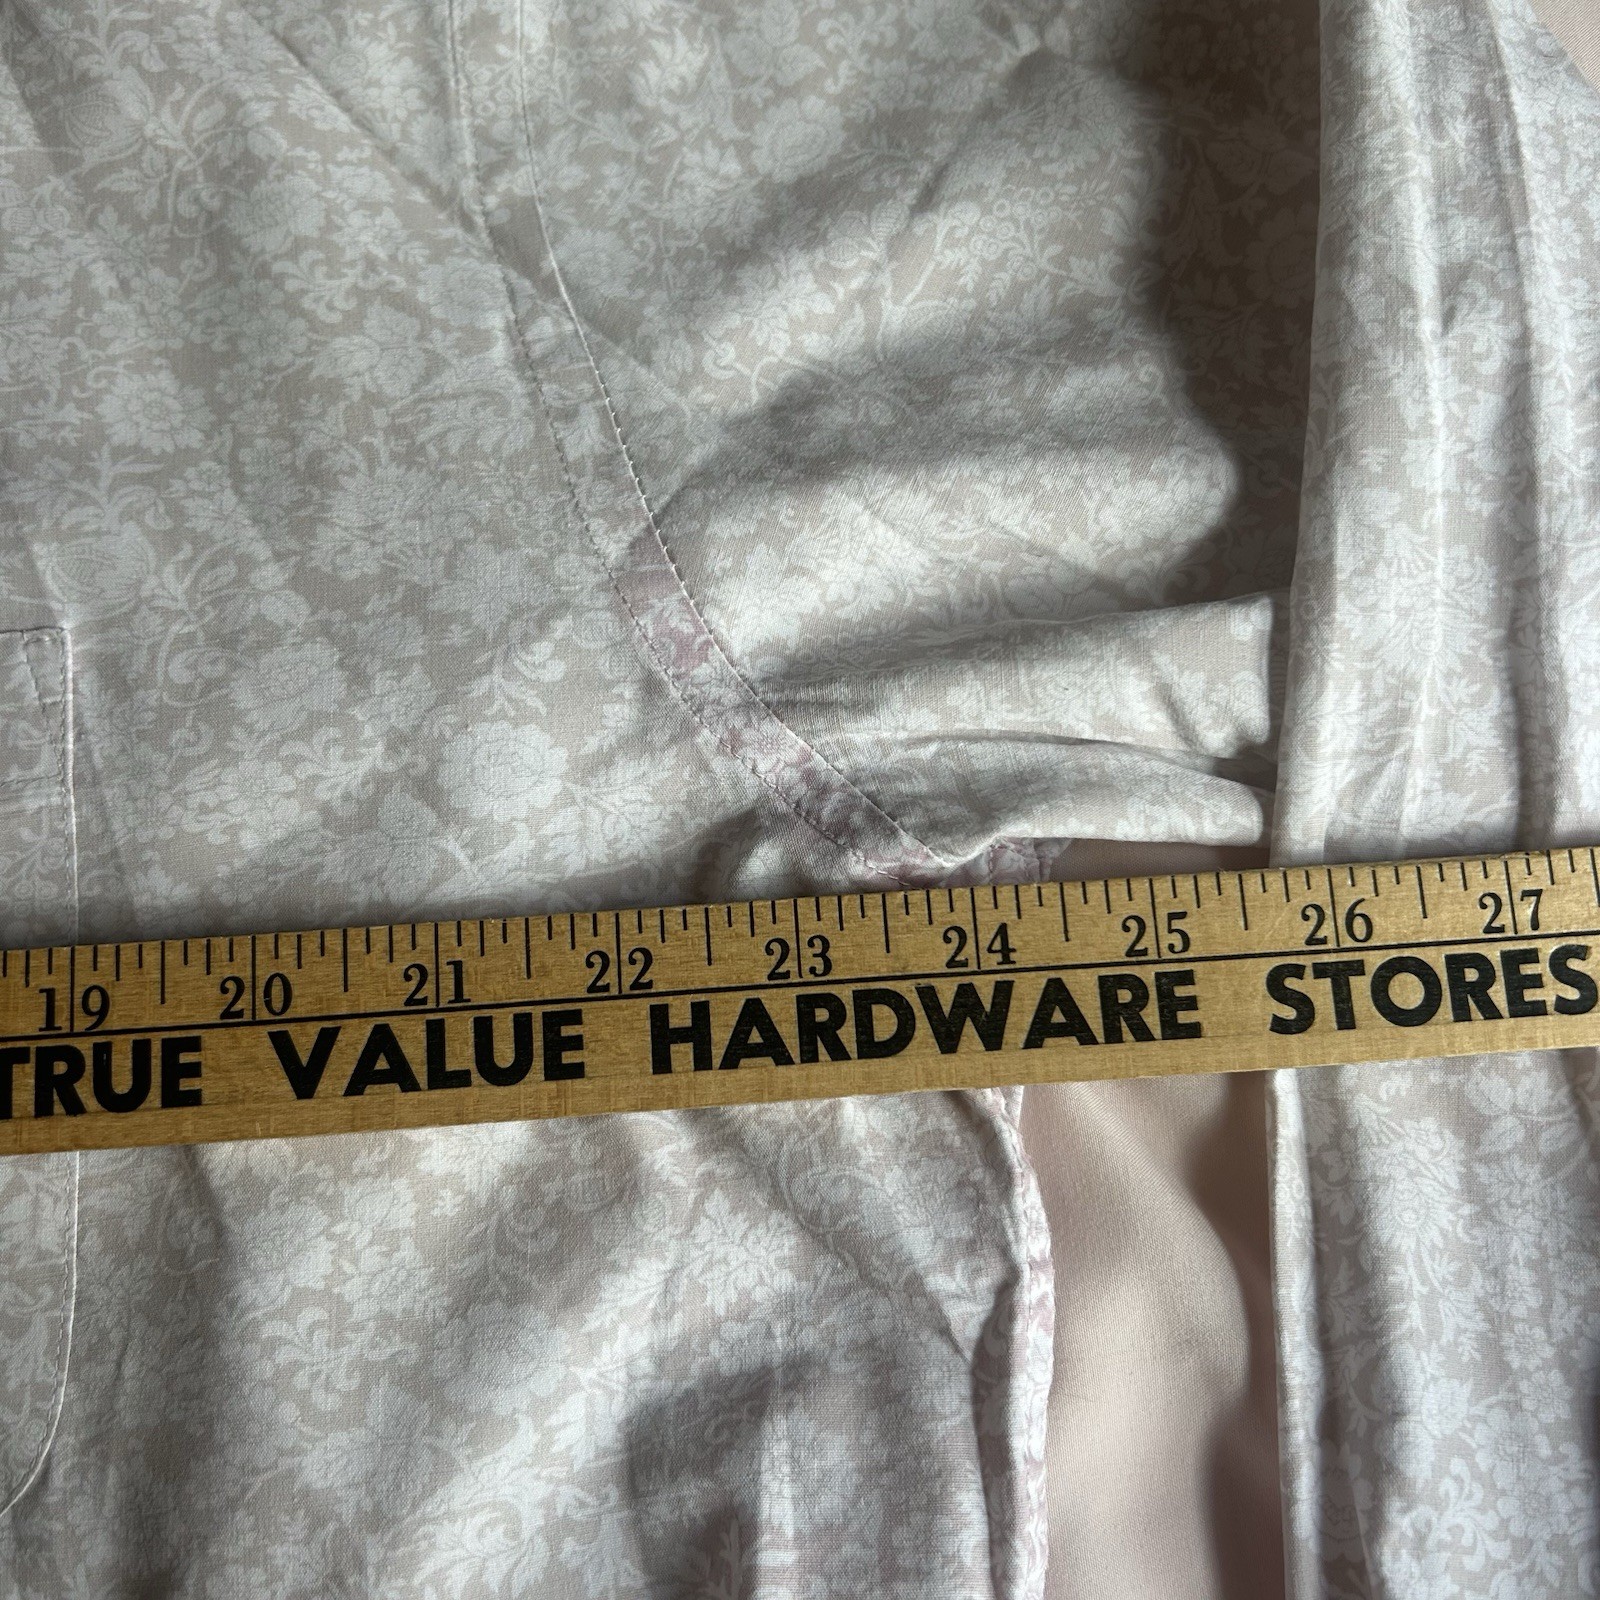 19 20 21 22 23 24 25 26 27
TRUE VALUE HARDWARE STORES